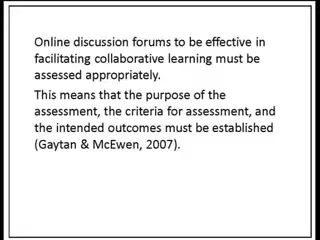 Online discussion forums to be effective in
facilitating collaborative learning must be
assessed appropriately.
This means that the purpose of the
assessment, the criteria for assessment, and
the intended outcomes must be established
(Gaytan & McEwen, 2007).